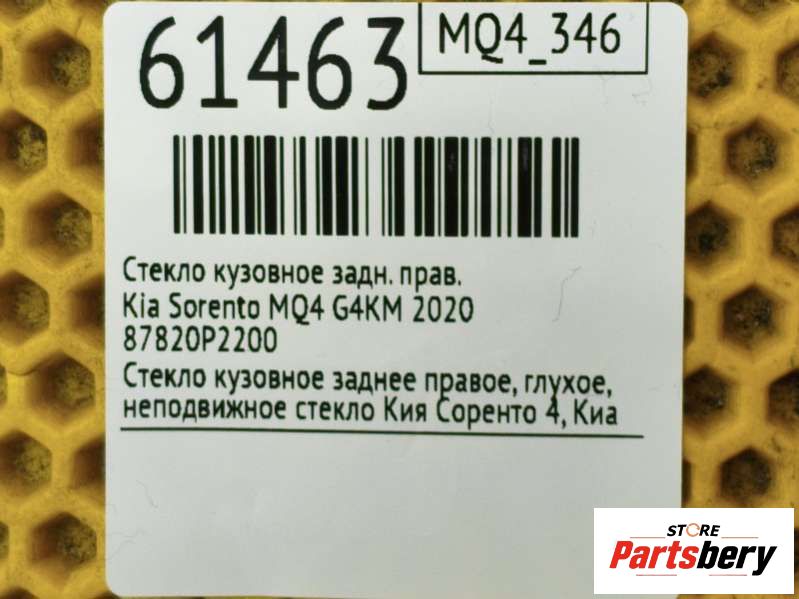 61463
MQ4_346
Стекло кузовное задн. прав.
Kia Sorento MQ4 G4KM 2020
87820P2200
Стекло кузовное заднее правое, глухое,
неподвижное стекло Кия Соренто 4, Киа
STORE
Partsbery